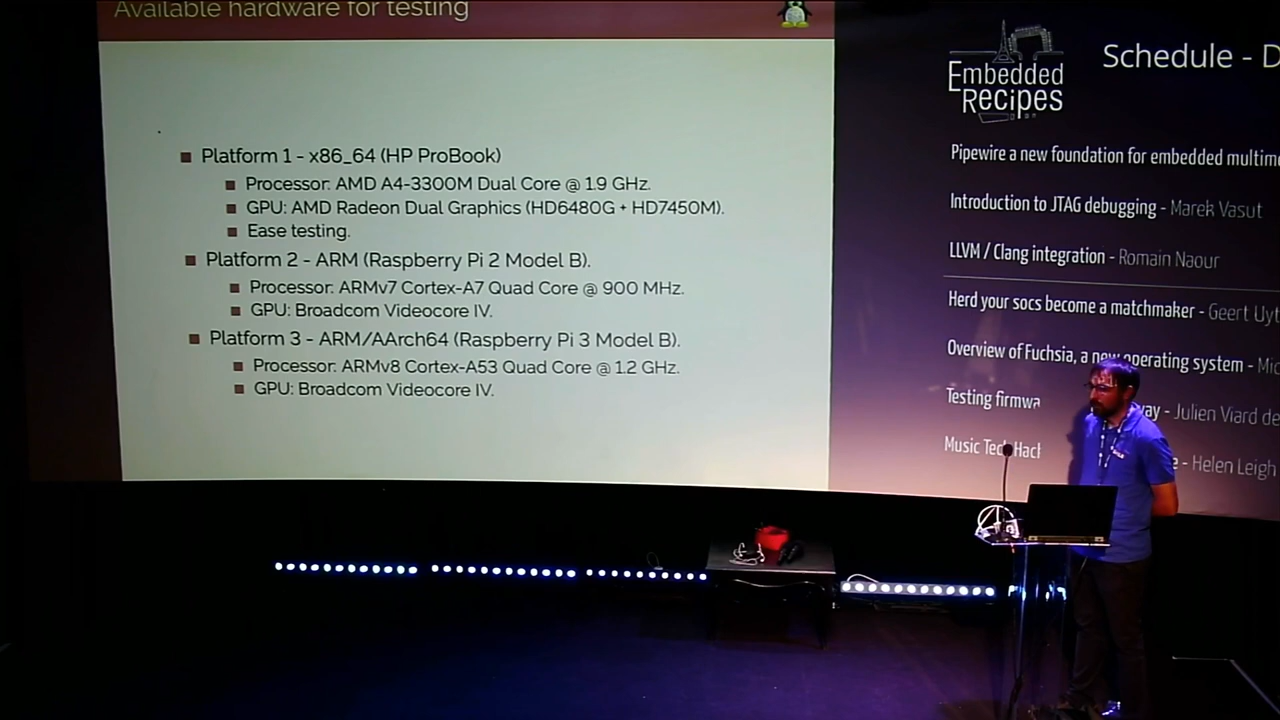 Available hardware for testing
Platform 1 - x86_64 (HP ProBook)
Processor: AMD A4-3300M Dual Core @ 1.9 GHz.
GPU: AMD Radeon Dual Graphics (HD6480G + HD7450M).
Ease testing.
Platform 2 - ARM (Raspberry Pi 2 Model B).
Processor: ARMv7 Cortex-A7 Quad Core @ 900 MHz.
GPU: Broadcom Videocore IV.
Platform 3 - ARM/AArch64 (Raspberry Pi 3 Model B).
Processor: ARMv8 Cortex-A53 Quad Core @ 1.2 GHz.
GPU: Broadcom Videocore IV.
Embedded
Recipes
Schedule - D
Pipewire a new foundation for embedded multime
Introduction to JTAG debugging - Marek Vasut
LLVM / Clang integration - Romain Naour
Herd your socs become a matchmaker - Geert Uyt
Overview of Fuchsia, a new operating system - Mic
Testing firmwa ay - Julien Viard de
Music Tech Hack e - Helen Leigh